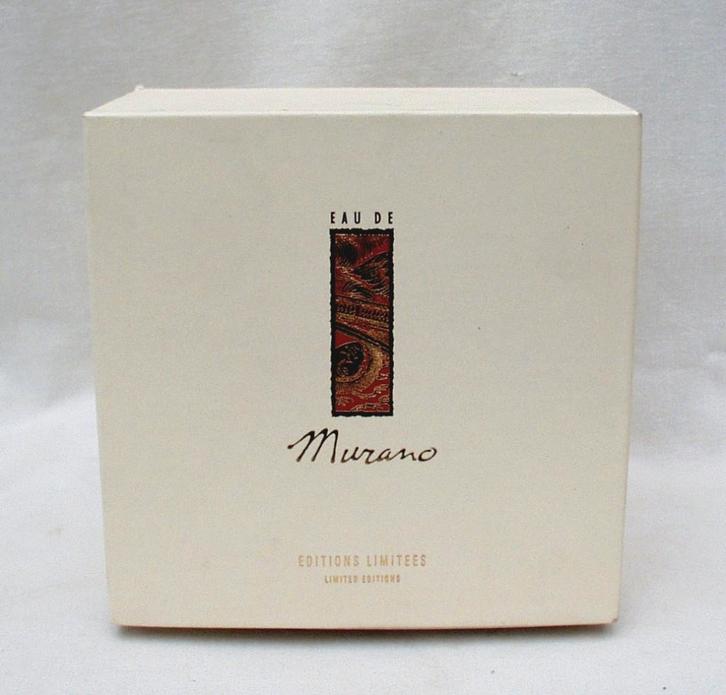 EAU DE
Murano
EDITIONS LIMITEES
LIMITED EDITIONS